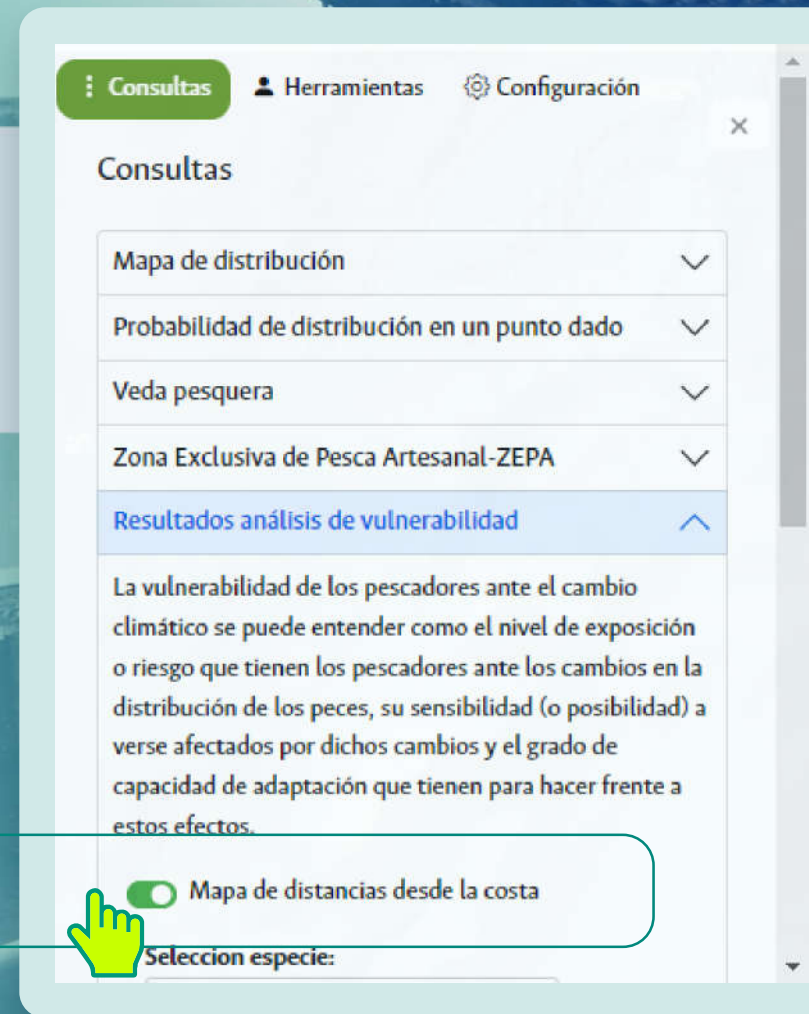 Consultas Herramientas Configuración
Consultas
Mapa de distribución
Probabilidad de distribución en un punto dado
Veda pesquera
Zona Exclusiva de Pesca Artesanal-ZEPA
Resultados análisis de vulnerabilidad
La vulnerabilidad de los pescadores ante el cambio
climático se puede entender como el nivel de exposición
o riesgo que tienen los pescadores ante los cambios en la
distribución de los peces, su sensibilidad (o posibilidad) a
verse afectados por dichos cambios y el grado de
capacidad de adaptación que tienen para hacer frente a
estos efectos.
Mapa de distancias desde la costa
Seleccion especie: